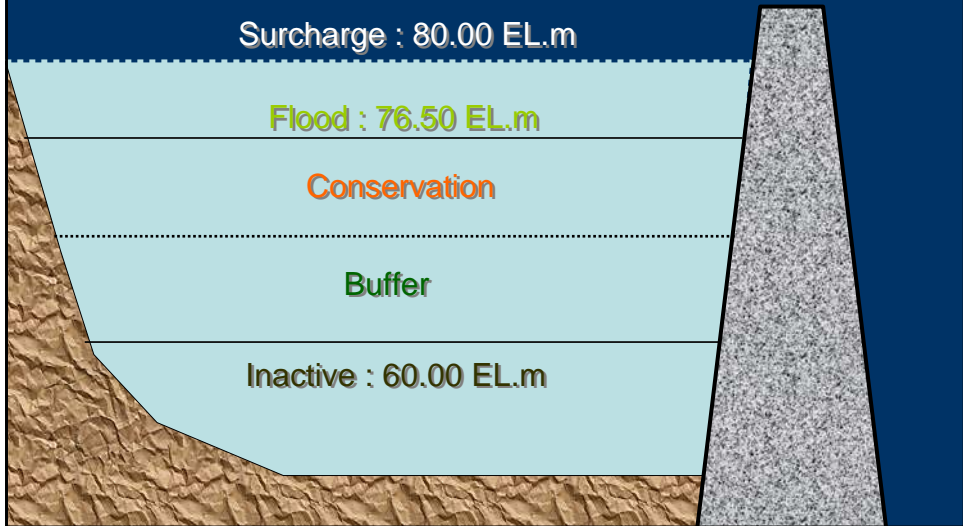 Surcharge : 80.00 EL.m
Flood : 76.50 EL.m
Conservation
Buffer
Inactive : 60.00 EL.m